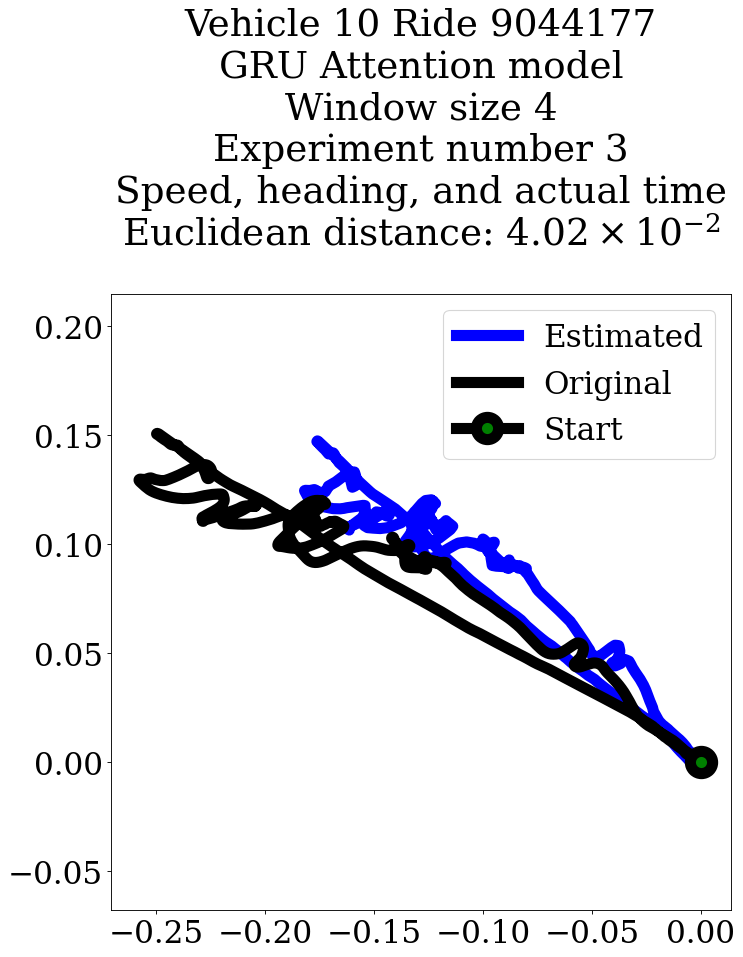 Vehicle 10 Ride 9044177
GRU Attention model
Window size 4
Experiment number 3
Speed, heading, and actual time
Euclidean distance: 4.02 × 10⁻²
Estimated
Original
Start
0.20
0.15
0.10
0.05
0.00
−0.05
−0.25 −0.20 −0.15 −0.10 −0.05 0.00